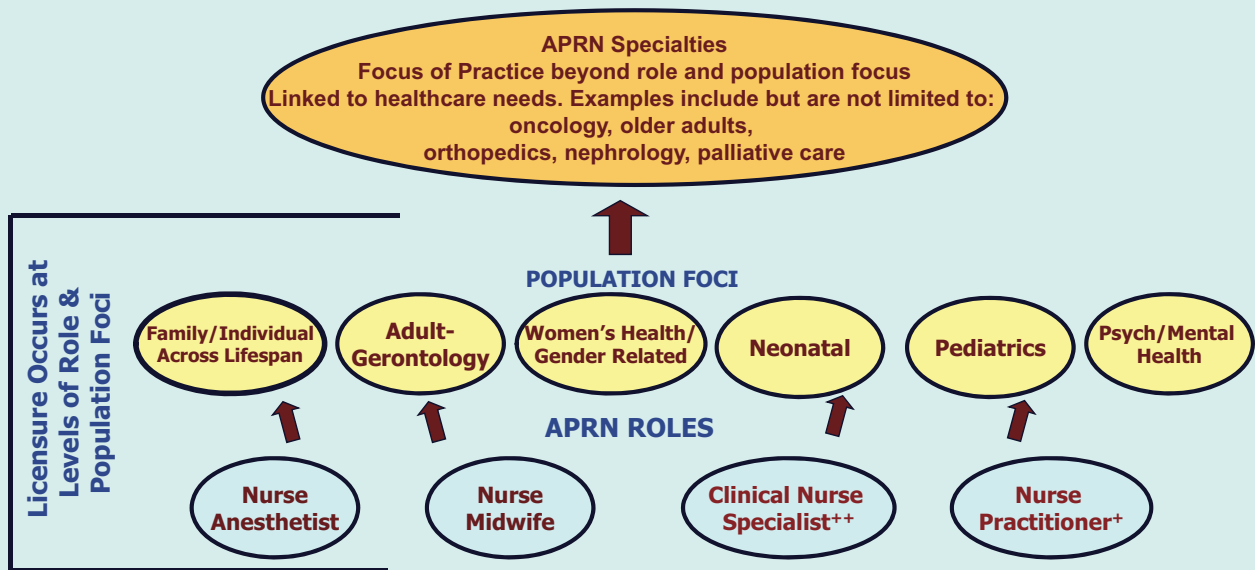 APRN Specialties
Focus of Practice beyond role and population focus
Linked to healthcare needs. Examples include but are not limited to:
oncology, older adults,
orthopedics, nephrology, palliative care
Licensure Occurs at
Levels of Role &
Population Foci
POPULATION FOCI
Family/Individual
Across Lifespan
Adult-
Gerontology
Women's Health/
Gender Related
Neonatal
Pediatrics
Psych/Mental
Health
APRN ROLES
Nurse
Anesthetist
Nurse
Midwife
Clinical Nurse
Specialist++
Nurse
Practitioner+